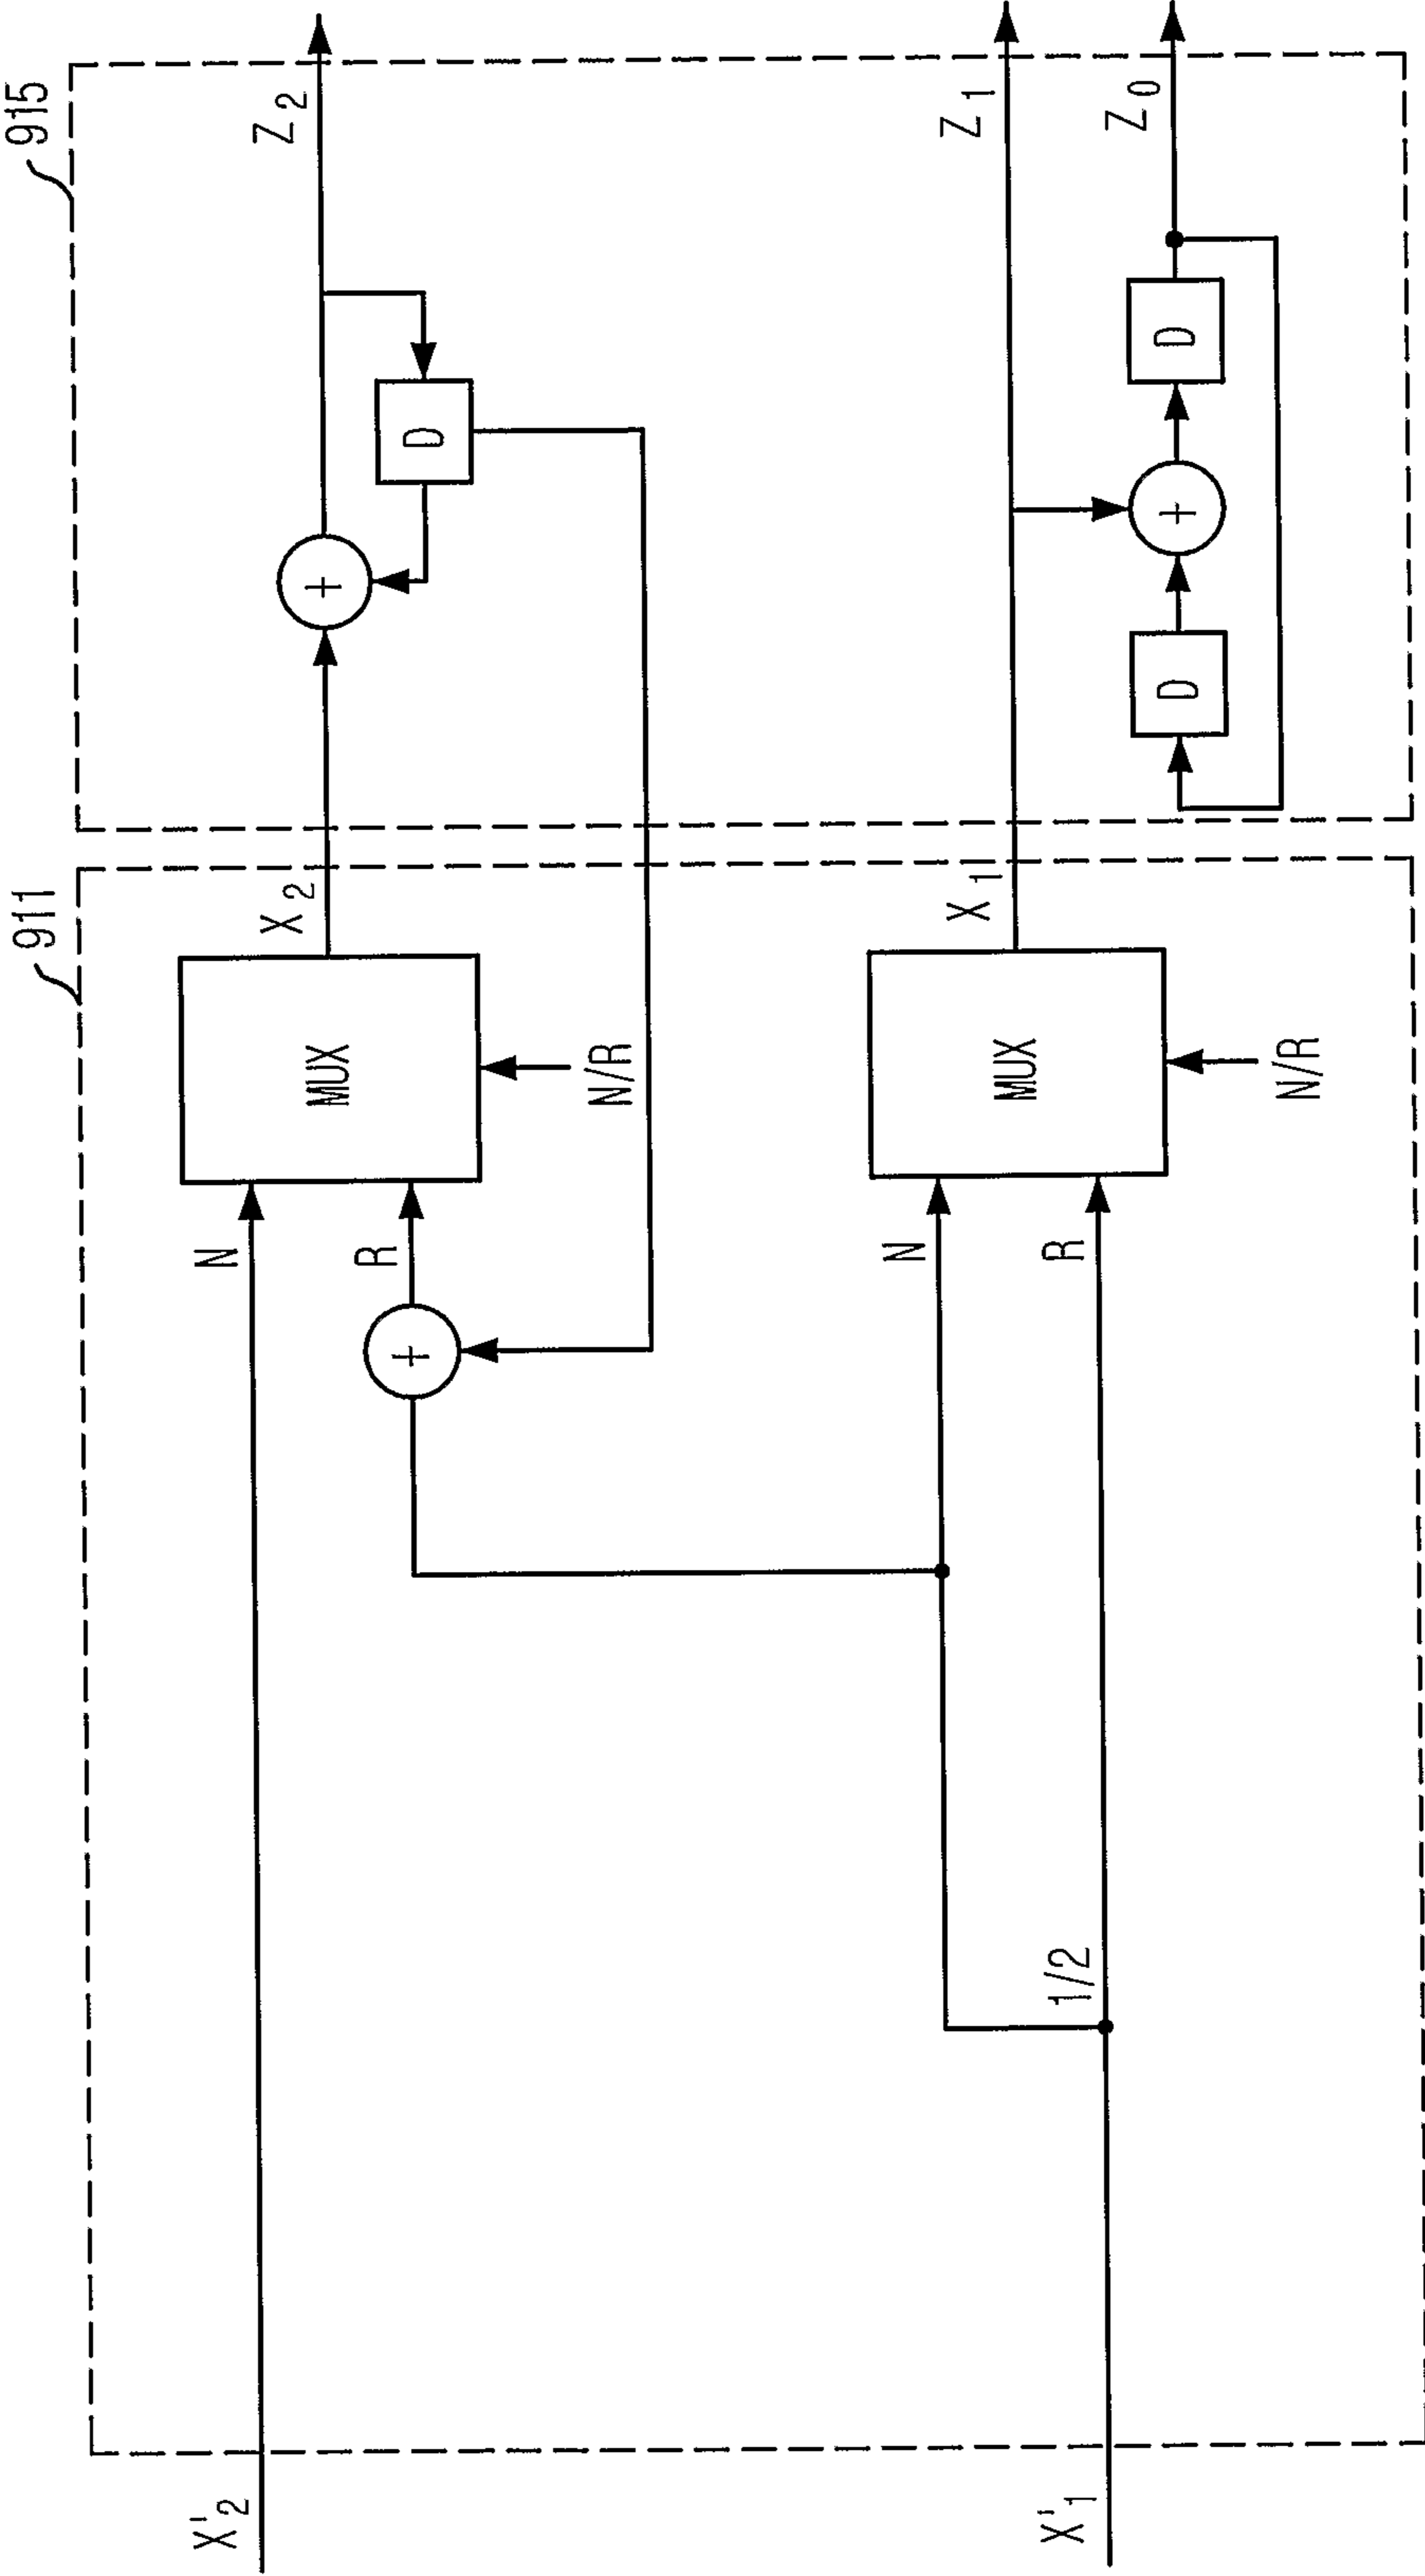 911
915
X'2
N
MUX
X2
+
Z2
R
+
N/R
D
X'1
1/2
N
MUX
X1
Z1
R
N/R
D
+
D
Z0